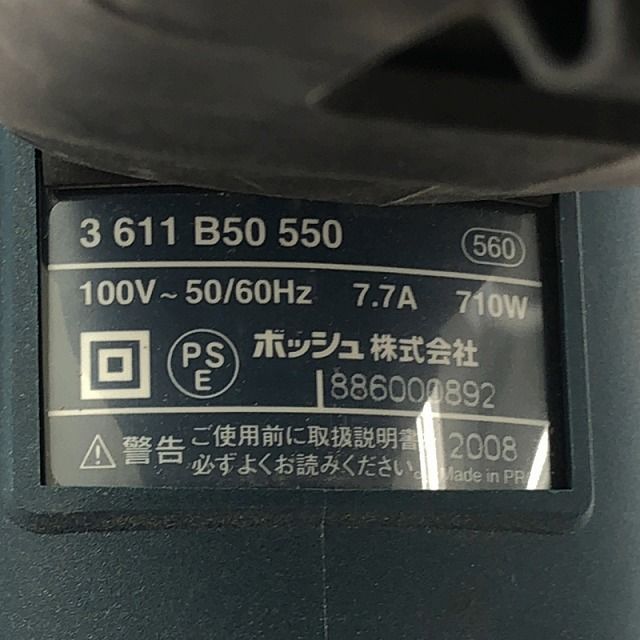 3 611 B50 550 560
100V~50/60Hz 7.7A 710W
PS
E
ボッシュ株式会社
886000892
警告 ご使用前に取扱説明書 2008
必ずよくお読みください。 Made in PR